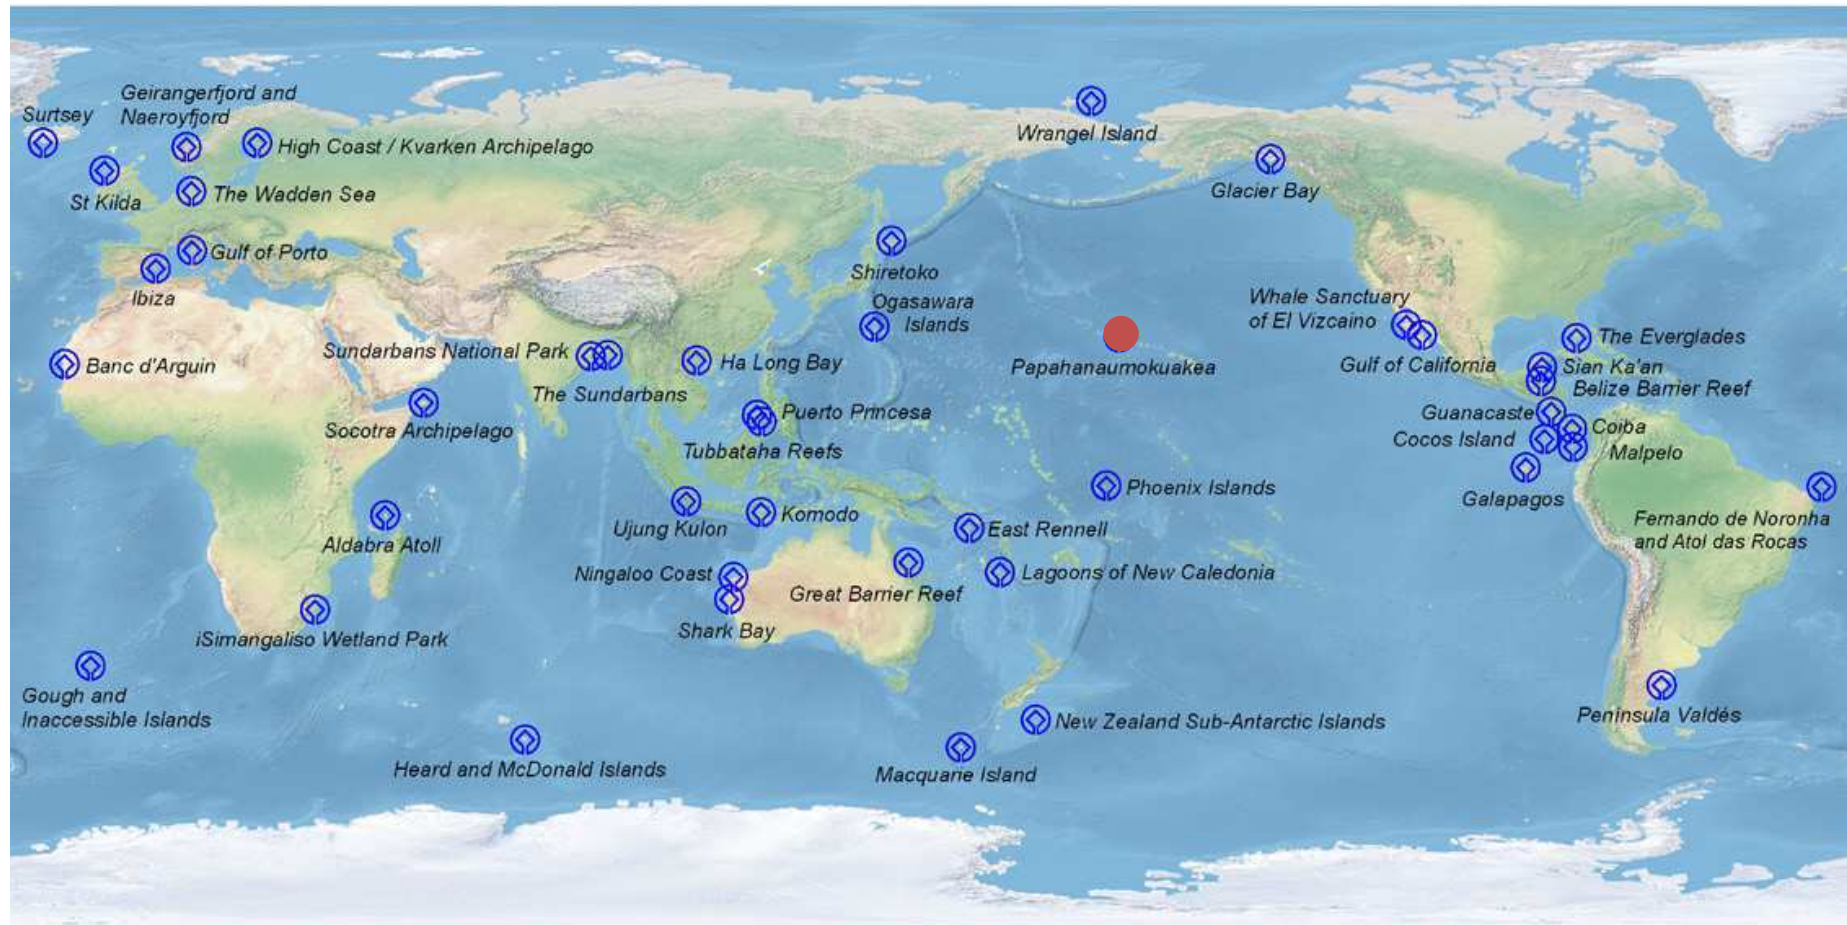 Geirangerfjord and
Surtsey
Naeroyfjord
High Coast / Kvarken Archipelago
Wrangel Island
St Kilda
The Wadden Sea
Glacier Bay
Gulf of Porto
Shiretoko
Ibiza
Ogasawara
Islands
Whale Sanctuary
of El Vizcaino
The Everglades
Sundarbans National Park
Ha Long Bay
Banc d'Arguin
Papahanaumokuakea
Gulf of California
Sian Ka'an
Belize Barrier Reef
The Sundarbans
Puerto Princesa
Guanacaste
Coiba
Socotra Archipelago
Cocos Island
Tubbataha Reefs
Malpelo
Phoenix Islands
Galapagos
Komodo
Ujung Kulon
East Rennell
Fernando de Noronha
and Atol das Rocas
Aldabra Atoll
Ningaloo Coast
Lagoons of New Caledonia
Great Barrier Reef
Shark Bay
iSimangaliso Wetland Park
Gough and
Inaccessible Islands
Peninsula Valdés
New Zealand Sub-Antarctic Islands
Heard and McDonald Islands
Macquarie Island